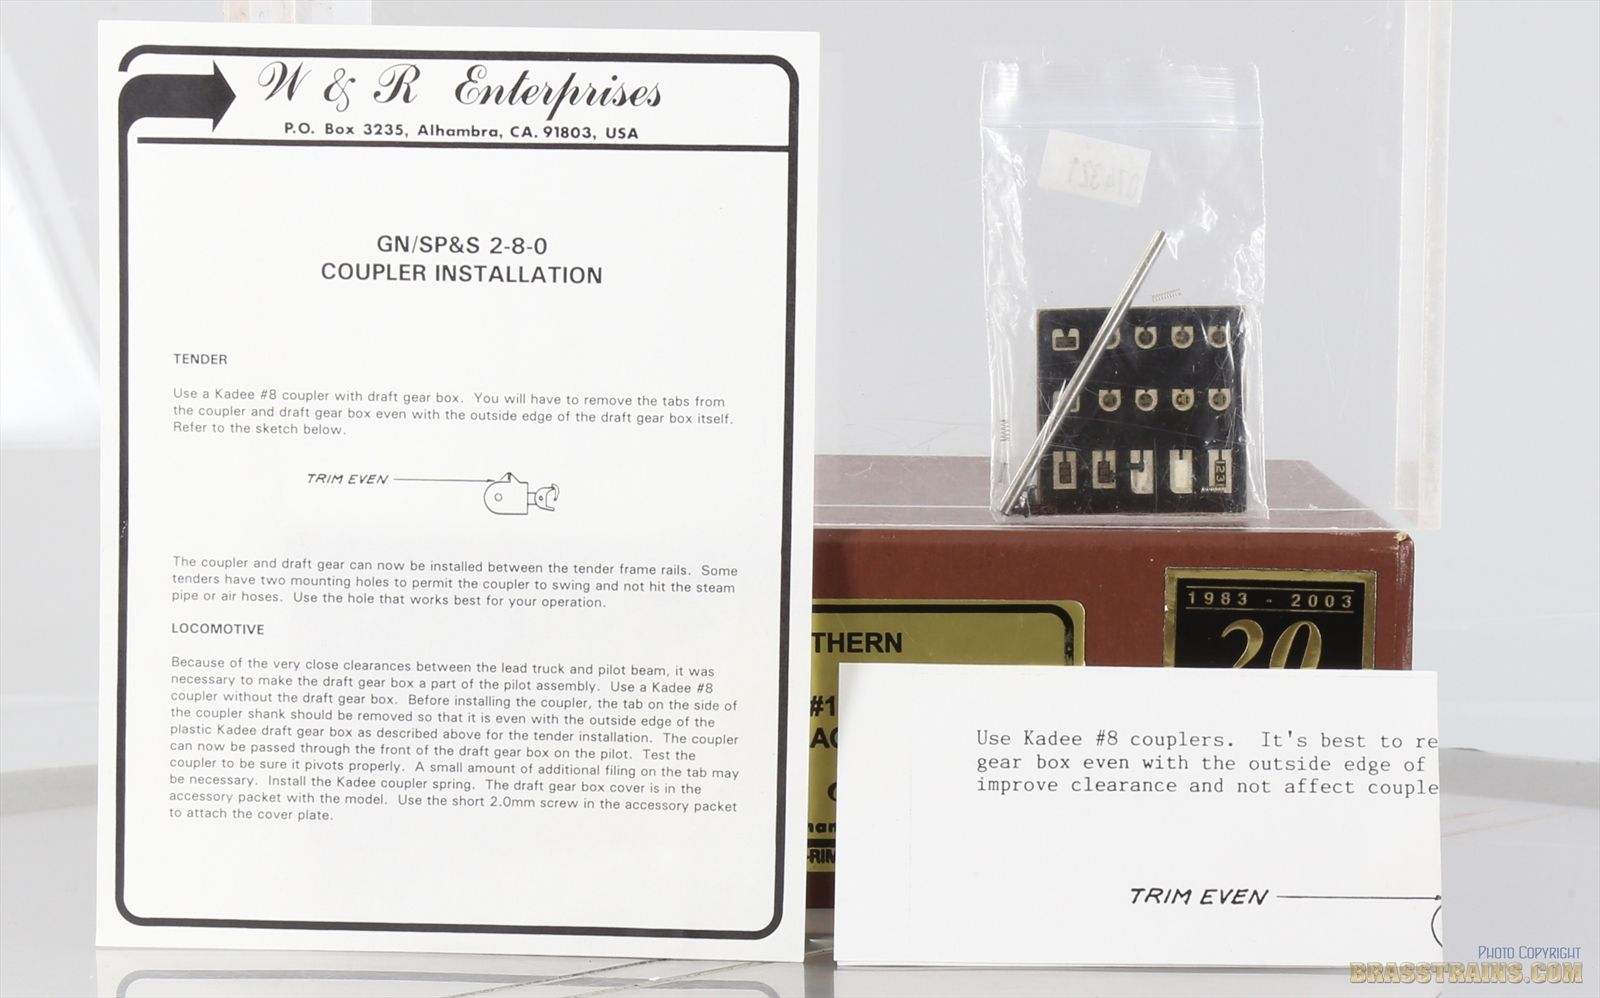 W & R Enterprises
P.O. Box 3235, Alhambra, CA. 91803, USA
GN/SP&S 2-8-0
COUPLER INSTALLATION
TENDER
Use a Kadee #8 coupler with draft gear box. You will have to remove the tabs from
the coupler and draft gear box even with the outside edge of the draft gear box itself.
Refer to the sketch below.
TRIM EVEN
The coupler and draft gear can now be installed between the tender frame rails. Some
tenders have two mounting holes to permit the coupler to swing and not hit the steam
pipe or air hoses. Use the hole that works best for your operation.
LOCOMOTIVE
Because of the very close clearances between the lead truck and pilot beam, it was
necessary to make the draft gear box a part of the pilot assembly. Use a Kadee #8
coupler without the draft gear box. Before installing the coupler, the tab on the side of
the coupler shank should be removed so that it is even with the outside edge of the
plastic Kadee draft gear box as described above for the tender installation. The coupler
can now be passed through the front of the draft gear box on the pilot. Test the
coupler to be sure it pivots properly. A small amount of additional filing on the tab may
be necessary. Install the Kadee coupler spring. The draft gear box cover is in the
accessory packet with the model. Use the short 2.0mm screw in the accessory packet
to attach the cover plate.
074321
123
1983 - 2003
20
THERN
#1
Use Kadee #8 couplers. It's best to re
gear box even with the outside edge of
improve clearance and not affect couple
TRIM EVEN
PHOTO COPYRIGHT
BRASSTRAINS.COM